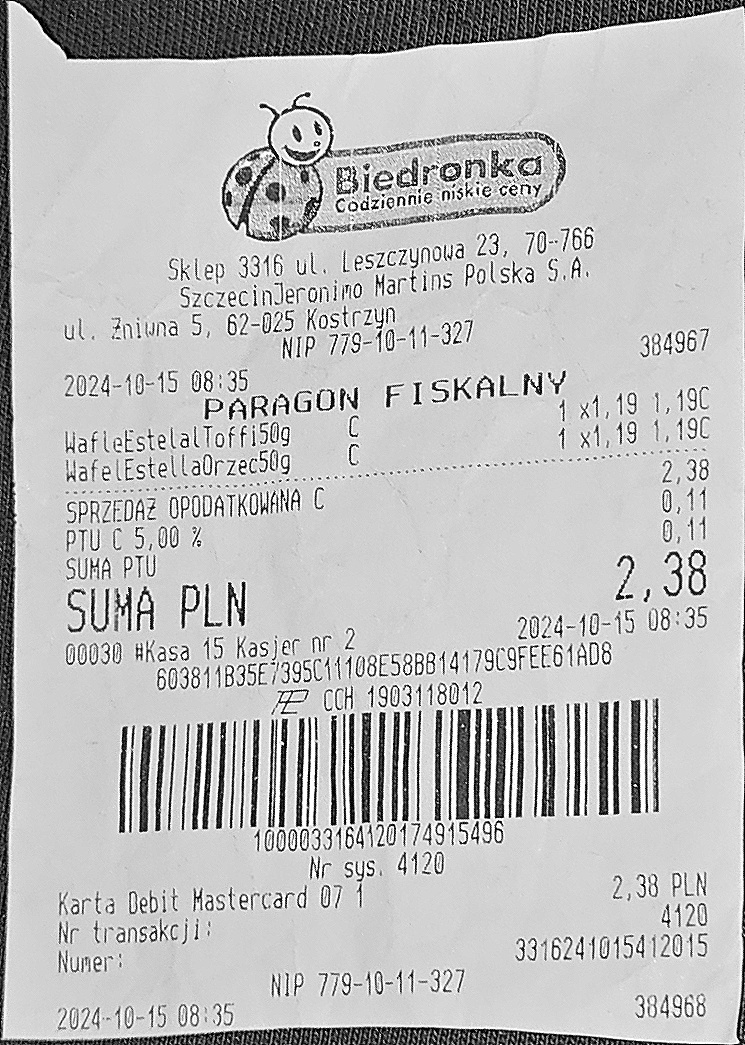 Biedronka
Codziennie niskie ceny
Sklep 3316 ul. Leszczynowa 23, 70-766
SzczecinJeronimo Martins Polska S.A.
ul. Żniwna 5, 62-025 Kostrzyn
NIP 779-10-11-327
2024-10-15 08:35 384967
PARAGON FISKALNY
WafleEstelalToffi50g C 1 x1,19 1,19C
WafelEstellaOrzec50g C 1 x1,19 1,19C
SPRZEDAŻ OPODATKOWANA C 2,38
PTU C 5,00 % 0,11
SUMA PTU 0,11
SUMA PLN 2,38
00030 #Kasa 15 Kasjer nr 2 2024-10-15 08:35
603811B35E7395C11108E58BB14179C9FEE61AD8
CCH 1903118012
1000033164120174915496
Nr sys. 4120
Karta Debit Mastercard 07 1 2,38 PLN
Nr transakcji: 4120
Numer: 3316241015412015
NIP 779-10-11-327
2024-10-15 08:35 384968